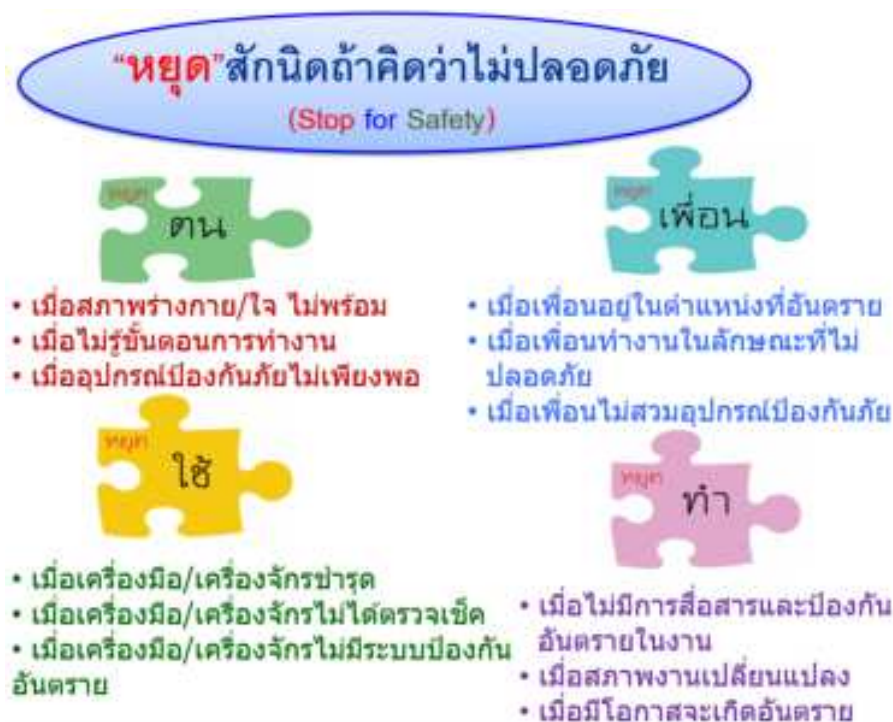 “หยุด”สักนิดถ้าคิดว่าไม่ปลอดภัย
(Stop for Safety)
หยุด
ตน
• เมื่อสภาพร่างกาย/ใจ ไม่พร้อม
• เมื่อไม่รู้ขั้นตอนการทำงาน
• เมื่ออุปกรณ์ป้องกันภัยไม่เพียงพอ
หยุด
เพื่อน
• เมื่อเพื่อนอยู่ในตำแหน่งที่อันตราย
• เมื่อเพื่อนทำงานในลักษณะที่ไม่
ปลอดภัย
• เมื่อเพื่อนไม่สวมอุปกรณ์ป้องกันภัย
หยุด
ใช้
• เมื่อเครื่องมือ/เครื่องจักรชำรุด
• เมื่อเครื่องมือ/เครื่องจักรไม่ได้ตรวจเช็ค
• เมื่อเครื่องมือ/เครื่องจักรไม่มีระบบป้องกัน
อันตราย
หยุด
ทำ
• เมื่อไม่มีการสื่อสารและป้องกัน
อันตรายในงาน
• เมื่อสภาพงานเปลี่ยนแปลง
• เมื่อมีโอกาสจะเกิดอันตราย